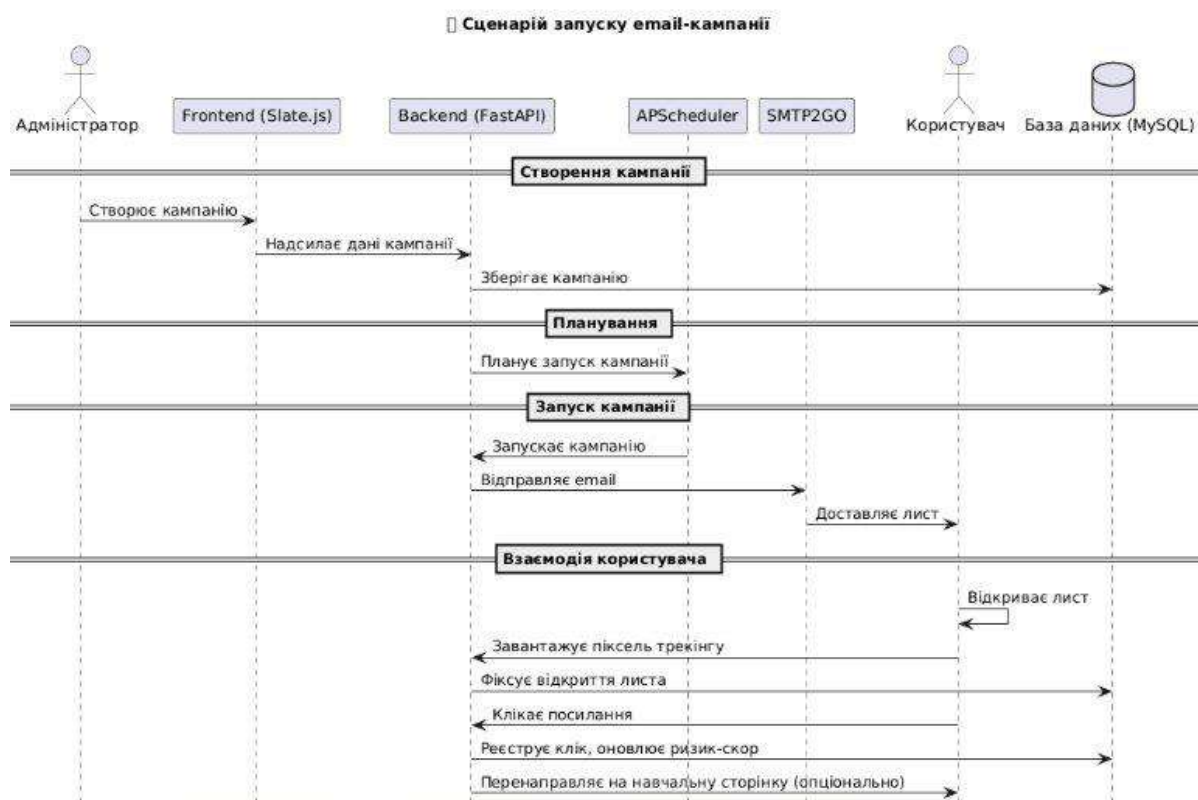 Сценарій запуску email-кампанії
Адміністратор
Frontend (Slate.js)
Backend (FastAPI)
APScheduler
SMTP2GO
Користувач
База даних (MySQL)
Створення кампанії
Створює кампанію
Надсилає дані кампанії
Зберігає кампанію
Планування
Планує запуск кампанії
Запуск кампанії
Запускає кампанію
Відправляє email
Доставляє лист
Взаємодія користувача
Відкриває лист
Завантажує піксель трекінгу
Фіксує відкриття листа
Клікає посилання
Реєструє клік, оновлює ризик-скор
Перенаправляє на навчальну сторінку (опціонально)